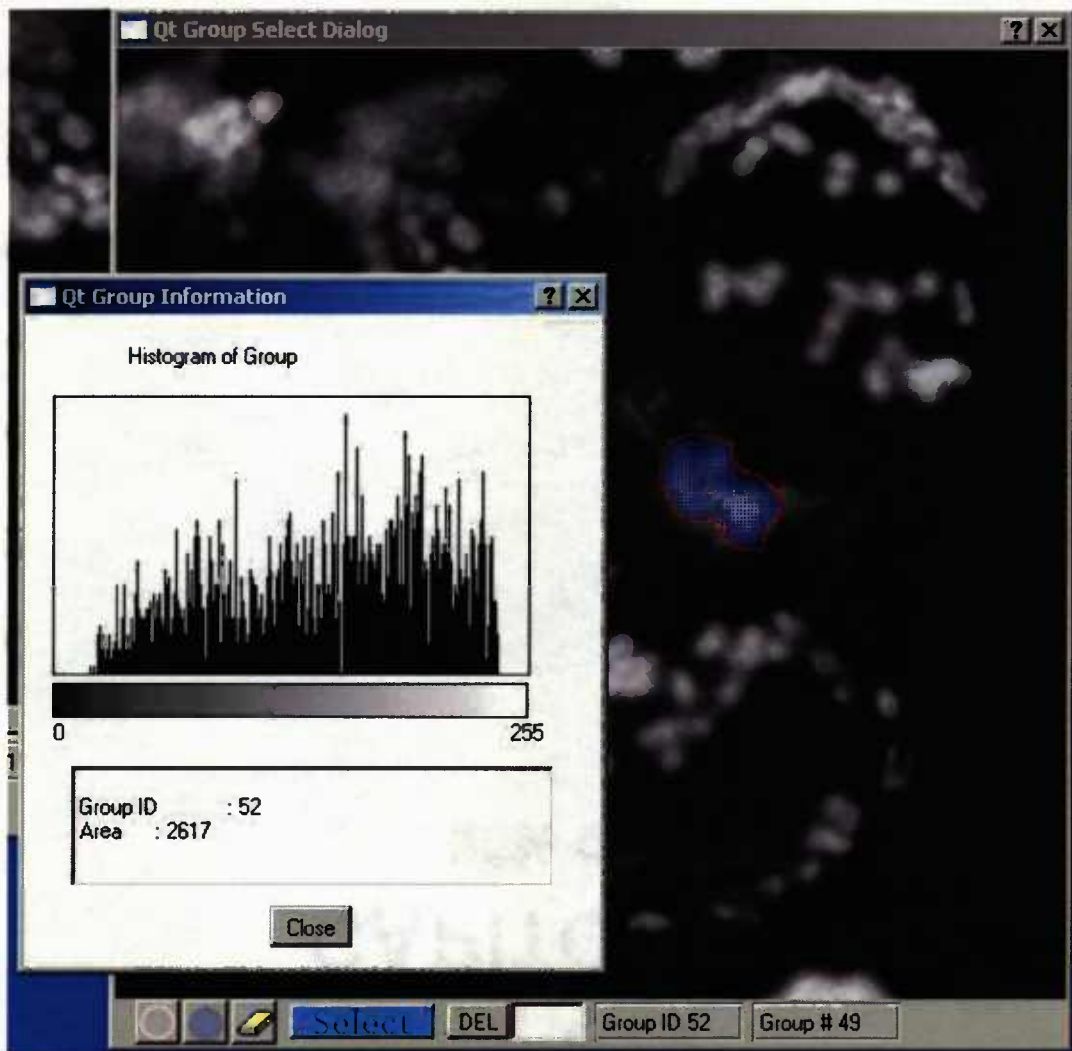 Qt Group Select Dialog
Qt Group Information
Histogram of Group
0 255
Group ID : 52
Area : 2617
Close
Select DEL Group ID 52 Group # 49